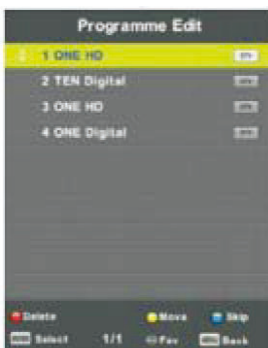 Programme Edit
1 ONE HD
2 TEN Digital
3 ONE HD
4 ONE Digital
Delete Move Skip
Select 1/1 Fav Back